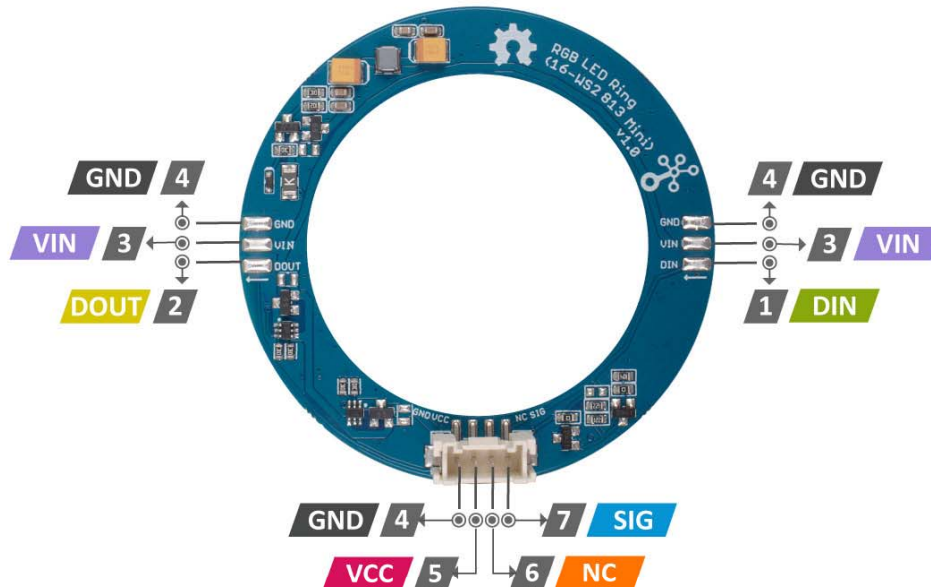 RGB LED Ring
(16-WS2813 Mini)
v1.0
GND 4
VIN 3
DOUT 2
GND
VIN
DOUT
GND
VIN
DIN
4 GND
3 VIN
1 DIN
GND VCC
NC SIG
GND 4
7 SIG
VCC 5
6 NC